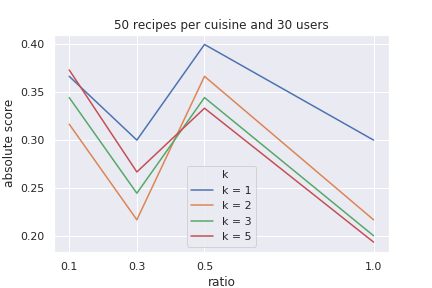 50 recipes per cuisine and 30 users
absolute score
0.40
0.35
0.30
0.25
0.20
k
k = 1
k = 2
k = 3
k = 5
0.1 0.3 0.5 1.0
ratio